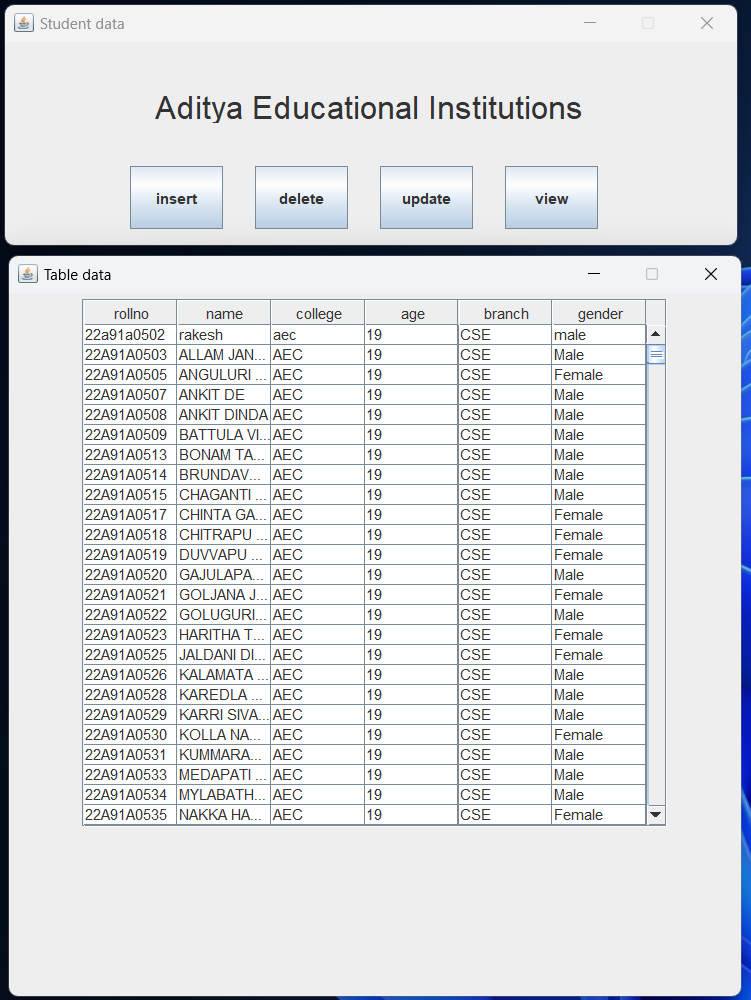 Student data
Aditya Educational Institutions
insert delete update view
Table data
rollno name college age branch gender
22a91a0502 rakesh aec 19 CSE male
22A91A0503 ALLAM JAN... AEC 19 CSE Male
22A91A0505 ANGULURI ... AEC 19 CSE Female
22A91A0507 ANKIT DE AEC 19 CSE Male
22A91A0508 ANKIT DINDA AEC 19 CSE Male
22A91A0509 BATTULA VI... AEC 19 CSE Male
22A91A0513 BONAM TA... AEC 19 CSE Male
22A91A0514 BRUNDAV... AEC 19 CSE Male
22A91A0515 CHAGANTI ... AEC 19 CSE Male
22A91A0517 CHINTA GA... AEC 19 CSE Female
22A91A0518 CHITRAPU ... AEC 19 CSE Female
22A91A0519 DUVVAPU ... AEC 19 CSE Female
22A91A0520 GAJULAPA... AEC 19 CSE Male
22A91A0521 GOLJANA J... AEC 19 CSE Female
22A91A0522 GOLUGURI... AEC 19 CSE Male
22A91A0523 HARITHA T... AEC 19 CSE Female
22A91A0525 JALDANI DI... AEC 19 CSE Female
22A91A0526 KALAMATA ... AEC 19 CSE Male
22A91A0528 KAREDLA ... AEC 19 CSE Male
22A91A0529 KARRI SIVA... AEC 19 CSE Male
22A91A0530 KOLLA NA... AEC 19 CSE Female
22A91A0531 KUMMARA... AEC 19 CSE Male
22A91A0533 MEDAPATI ... AEC 19 CSE Male
22A91A0534 MYLABATH... AEC 19 CSE Male
22A91A0535 NAKKA HA... AEC 19 CSE Female